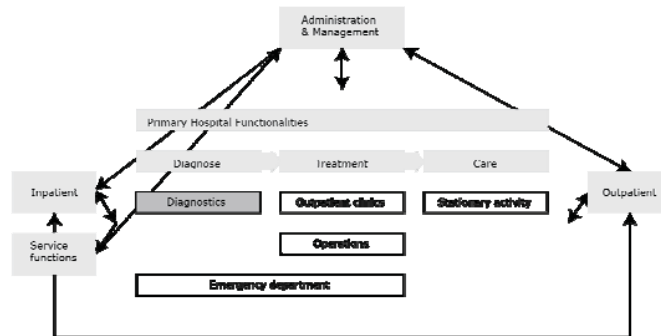 Administration
& Management
Primary Hospital Functionalities
Diagnose
Treatment
Care
Inpatient
Diagnostics
Outpatient clinics
Stationary activity
Outpatient
Service
functions
Operations
Emergency department